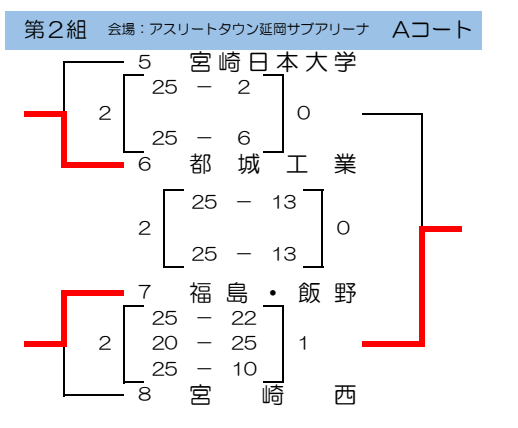 第2組 会場：アスリートタウン延岡サブアリーナ Aコート
5 宮崎日本大学
25 － 2
2 0
25 － 6
6 都城工業
25 － 13
2 0
25 － 13
7 福島・飯野
25 － 22
2 20 － 25 1
25 － 10
8 宮崎西